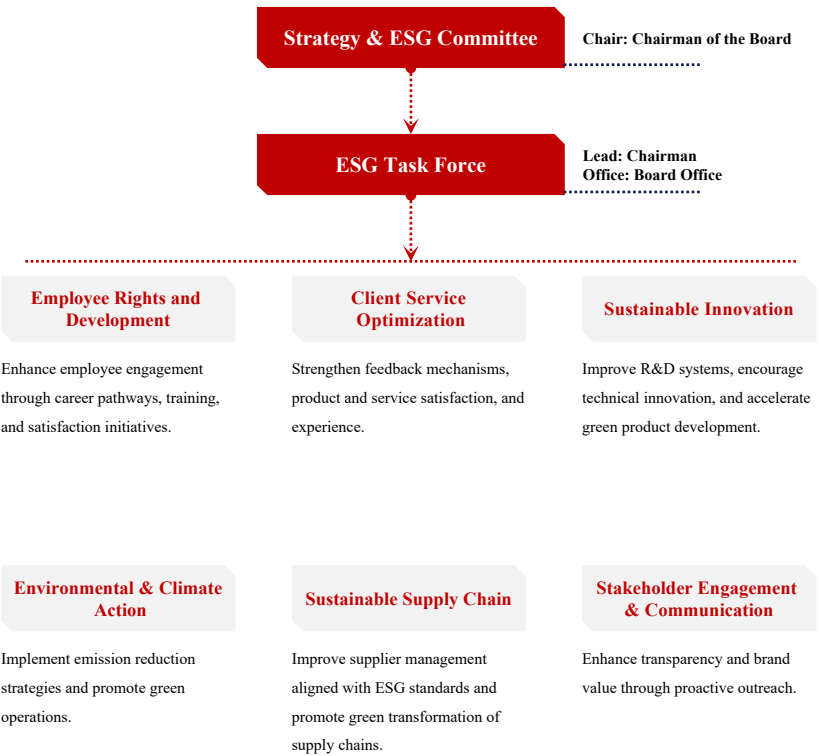 Strategy & ESG Committee
Chair: Chairman of the Board
ESG Task Force
Lead: Chairman
Office: Board Office
Employee Rights and
Development
Enhance employee engagement
through career pathways, training,
and satisfaction initiatives.
Client Service
Optimization
Strengthen feedback mechanisms,
product and service satisfaction, and
experience.
Sustainable Innovation
Improve R&D systems, encourage
technical innovation, and accelerate
green product development.
Environmental & Climate
Action
Implement emission reduction
strategies and promote green
operations.
Sustainable Supply Chain
Improve supplier management
aligned with ESG standards and
promote green transformation of
supply chains.
Stakeholder Engagement
& Communication
Enhance transparency and brand
value through proactive outreach.